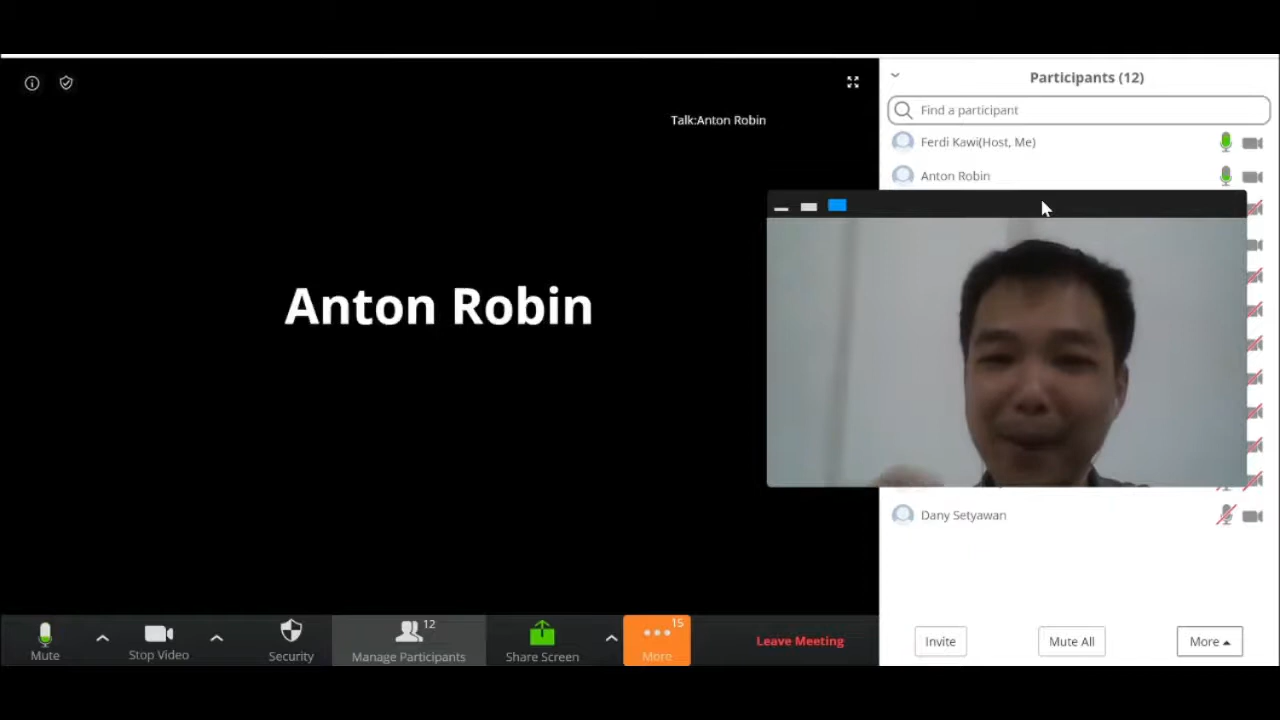 Participants (12)
Find a participant
Talk:Anton Robin
Ferdi Kawi(Host, Me)
Anton Robin
Anton Robin
Dany Setyawan
12
15
Mute
Stop Video
Security
Manage Participants
Share Screen
More
Leave Meeting
Invite
Mute All
More